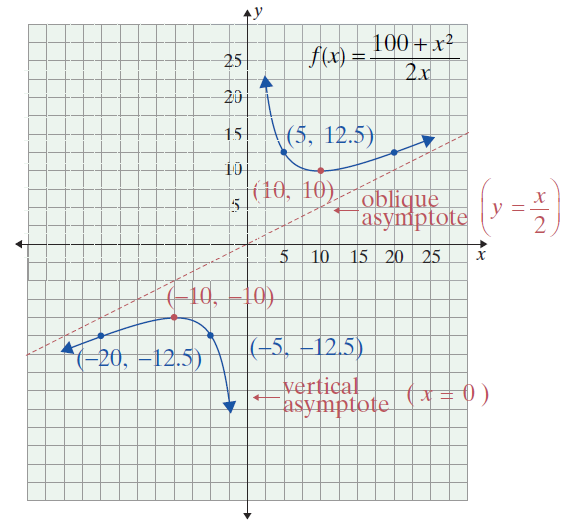 y
f(x) = (100 + x²) / 2x
25
20
15
(5, 12.5)
10
(10, 10)
5
oblique
asymptote
(y = x/2)
5 10 15 20 25 x
(−10, −10)
(−20, −12.5)
(−5, −12.5)
vertical
asymptote
( x = 0 )